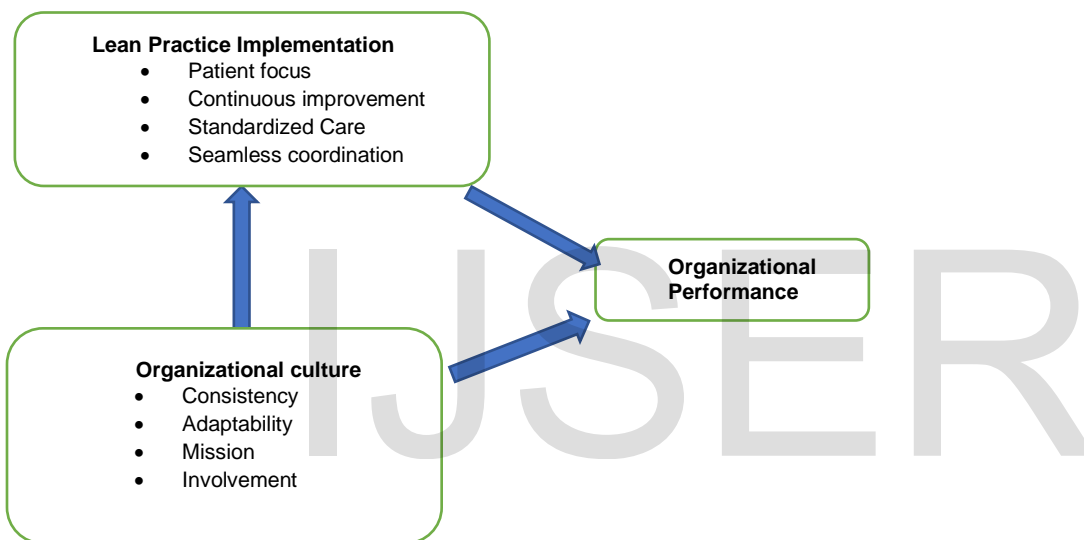 Lean Practice Implementation
• Patient focus
• Continuous improvement
• Standardized Care
• Seamless coordination
Organizational
Performance
Organizational culture
• Consistency
• Adaptability
• Mission
• Involvement
IJSER